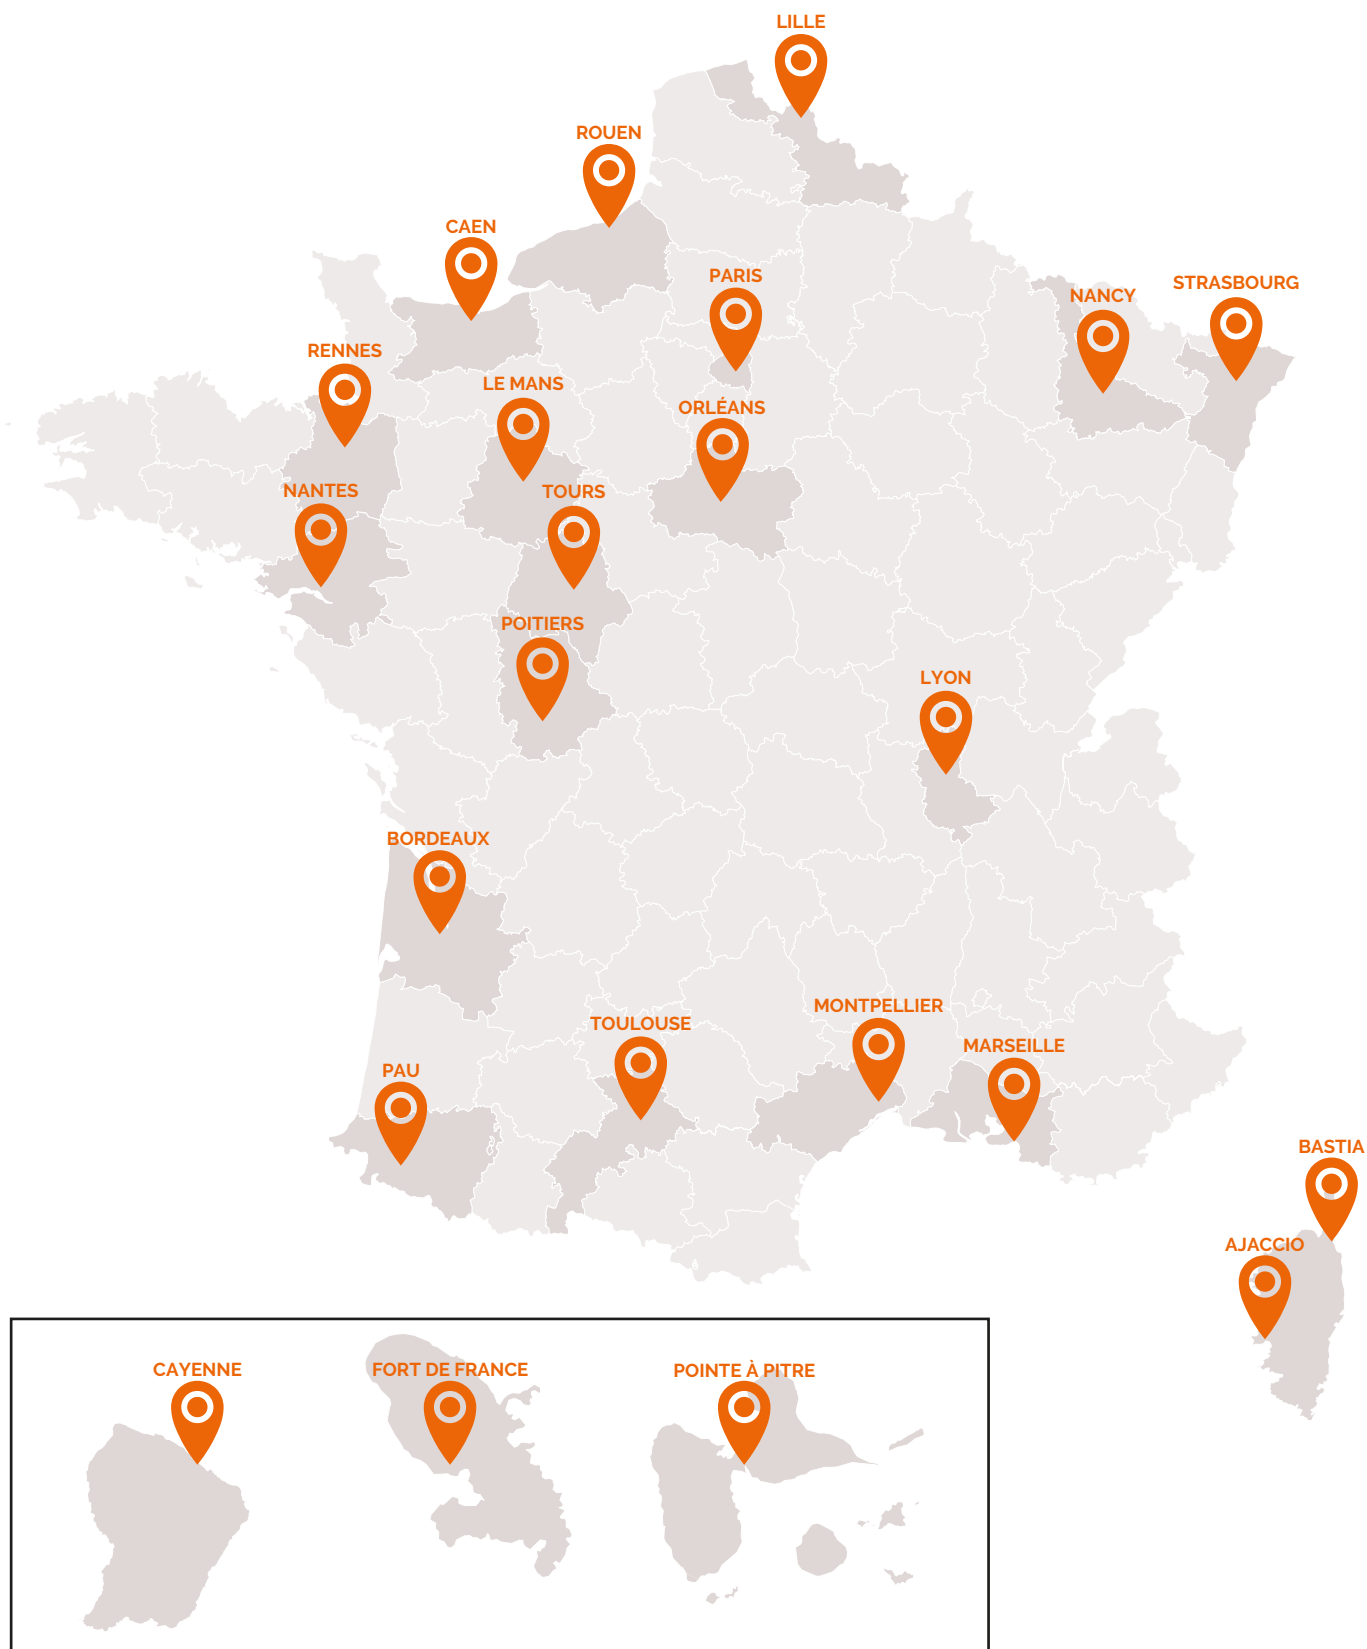 LILLE
ROUEN
CAEN
PARIS
STRASBOURG
NANCY
RENNES
LE MANS
ORLÉANS
NANTES
TOURS
POITIERS
LYON
BORDEAUX
MONTPELLIER
TOULOUSE
MARSEILLE
PAU
BASTIA
AJACCIO
CAYENNE
FORT DE FRANCE
POINTE À PITRE